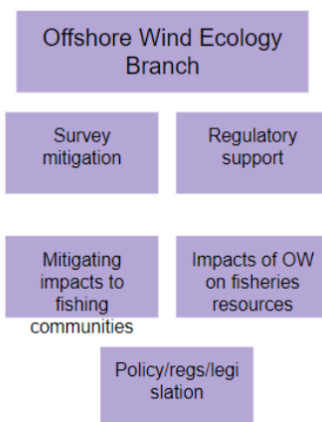 Offshore Wind Ecology
Branch
Survey
mitigation
Regulatory
support
Mitigating
impacts to
fishing
communities
Impacts of OW
on fisheries
resources
Policy/regs/legi
slation